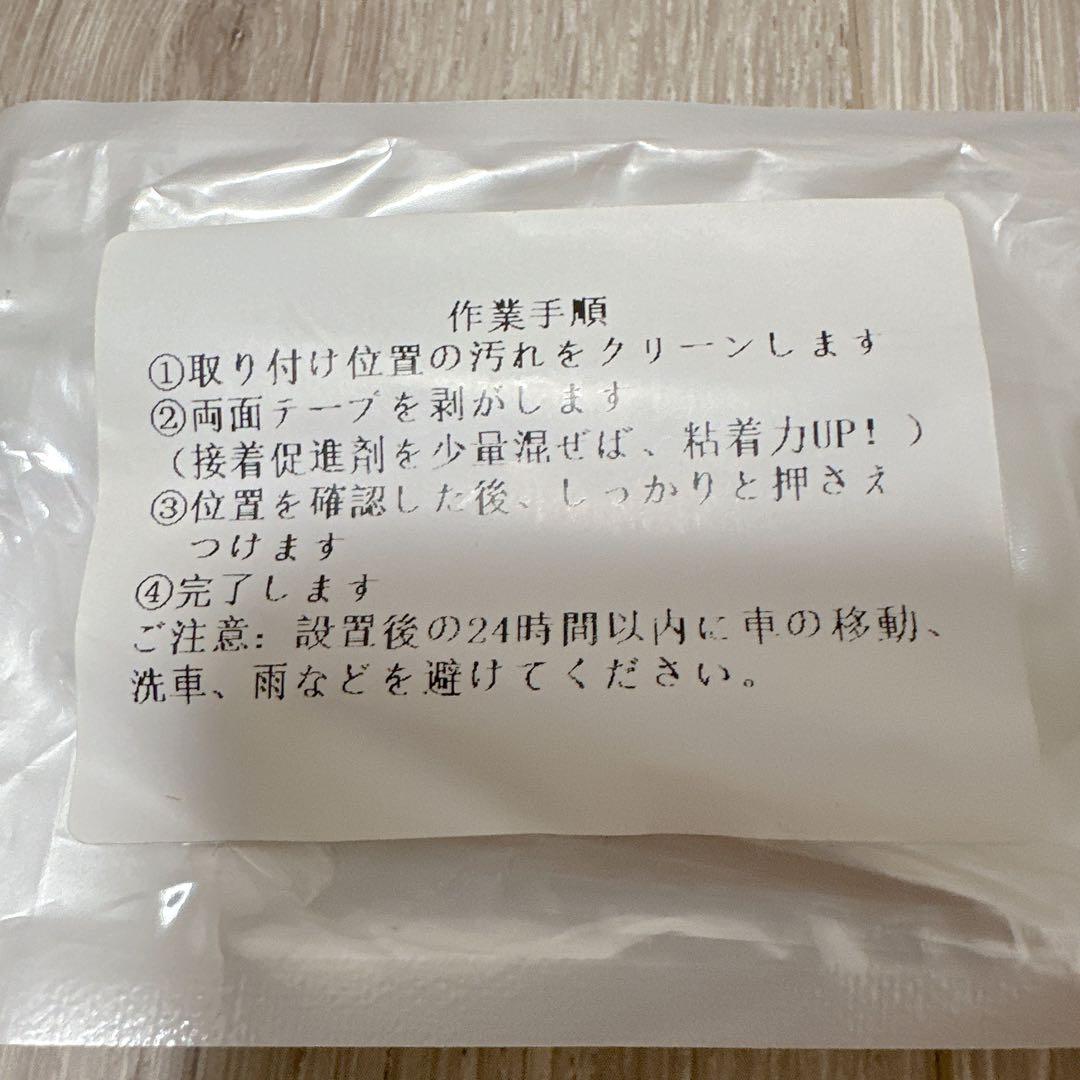 作業手順
①取り付け位置の汚れをクリーンします
②両面テープを剥がします
（接着促進剤を少量混ぜば、粘着力UP！）
③位置を確認した後、しっかりと押さえ
つけます
④完了します
ご注意：設置後の24時間以内に車の移動、
洗車、雨などを避けてください。